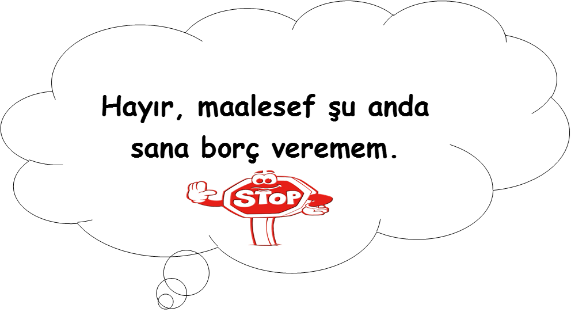 Hayır, maalesef şu anda
sana borç veremem.
STOP